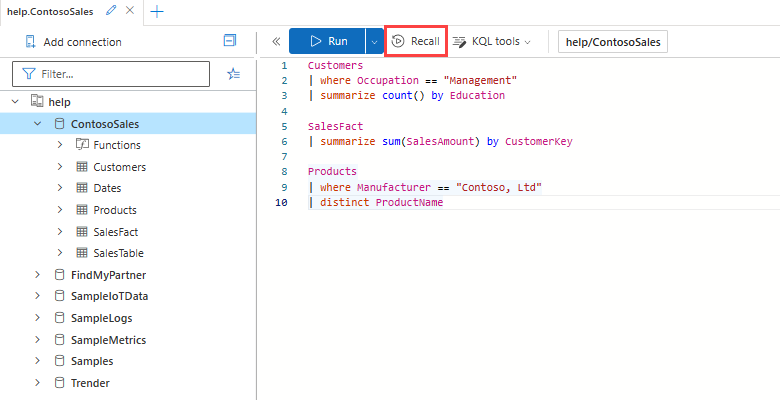 help.ContosoSales
Add connection
Run
Recall
KQL tools
help/ContosoSales
Filter...
help
ContosoSales
Functions
Customers
Dates
Products
SalesFact
SalesTable
FindMyPartner
SampleIoTData
SampleLogs
SampleMetrics
Samples
Trender
1 Customers
2 | where Occupation == "Management"
3 | summarize count() by Education
4
5 SalesFact
6 | summarize sum(SalesAmount) by CustomerKey
7
8 Products
9 | where Manufacturer == "Contoso, Ltd"
10 | distinct ProductName